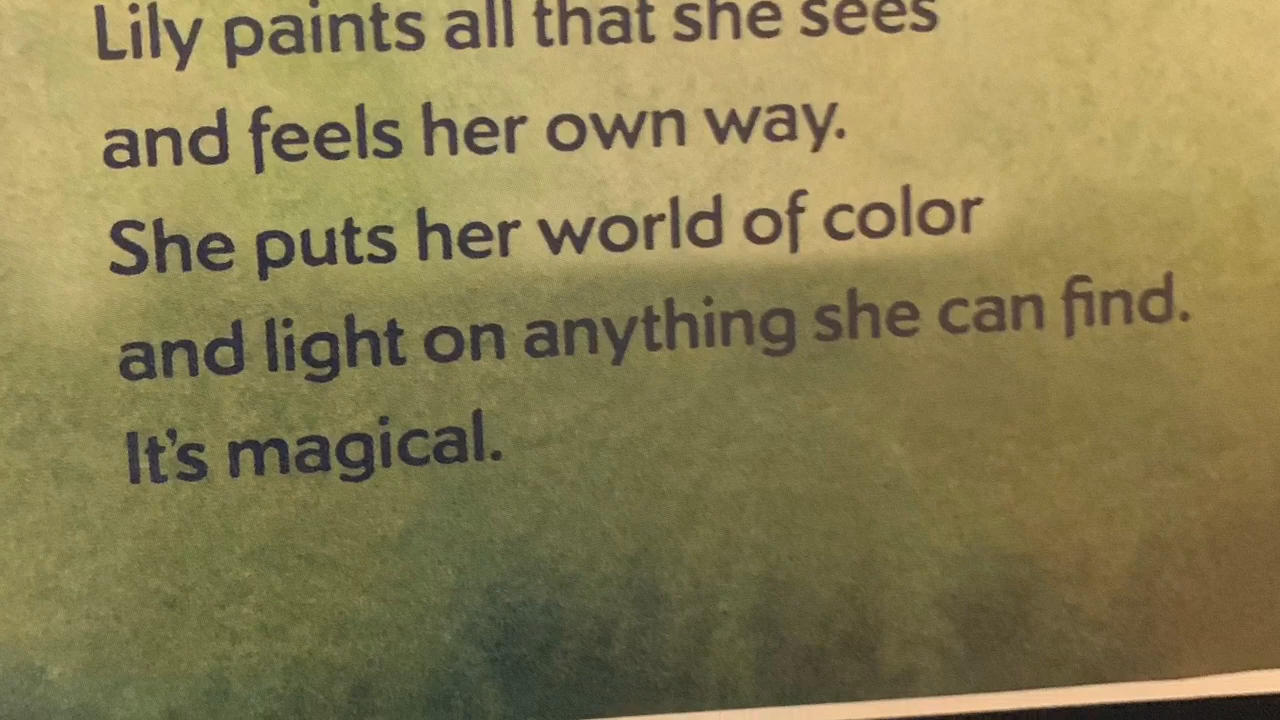 Lily paints all that she sees
and feels her own way.
She puts her world of color
and light on anything she can find.
It's magical.